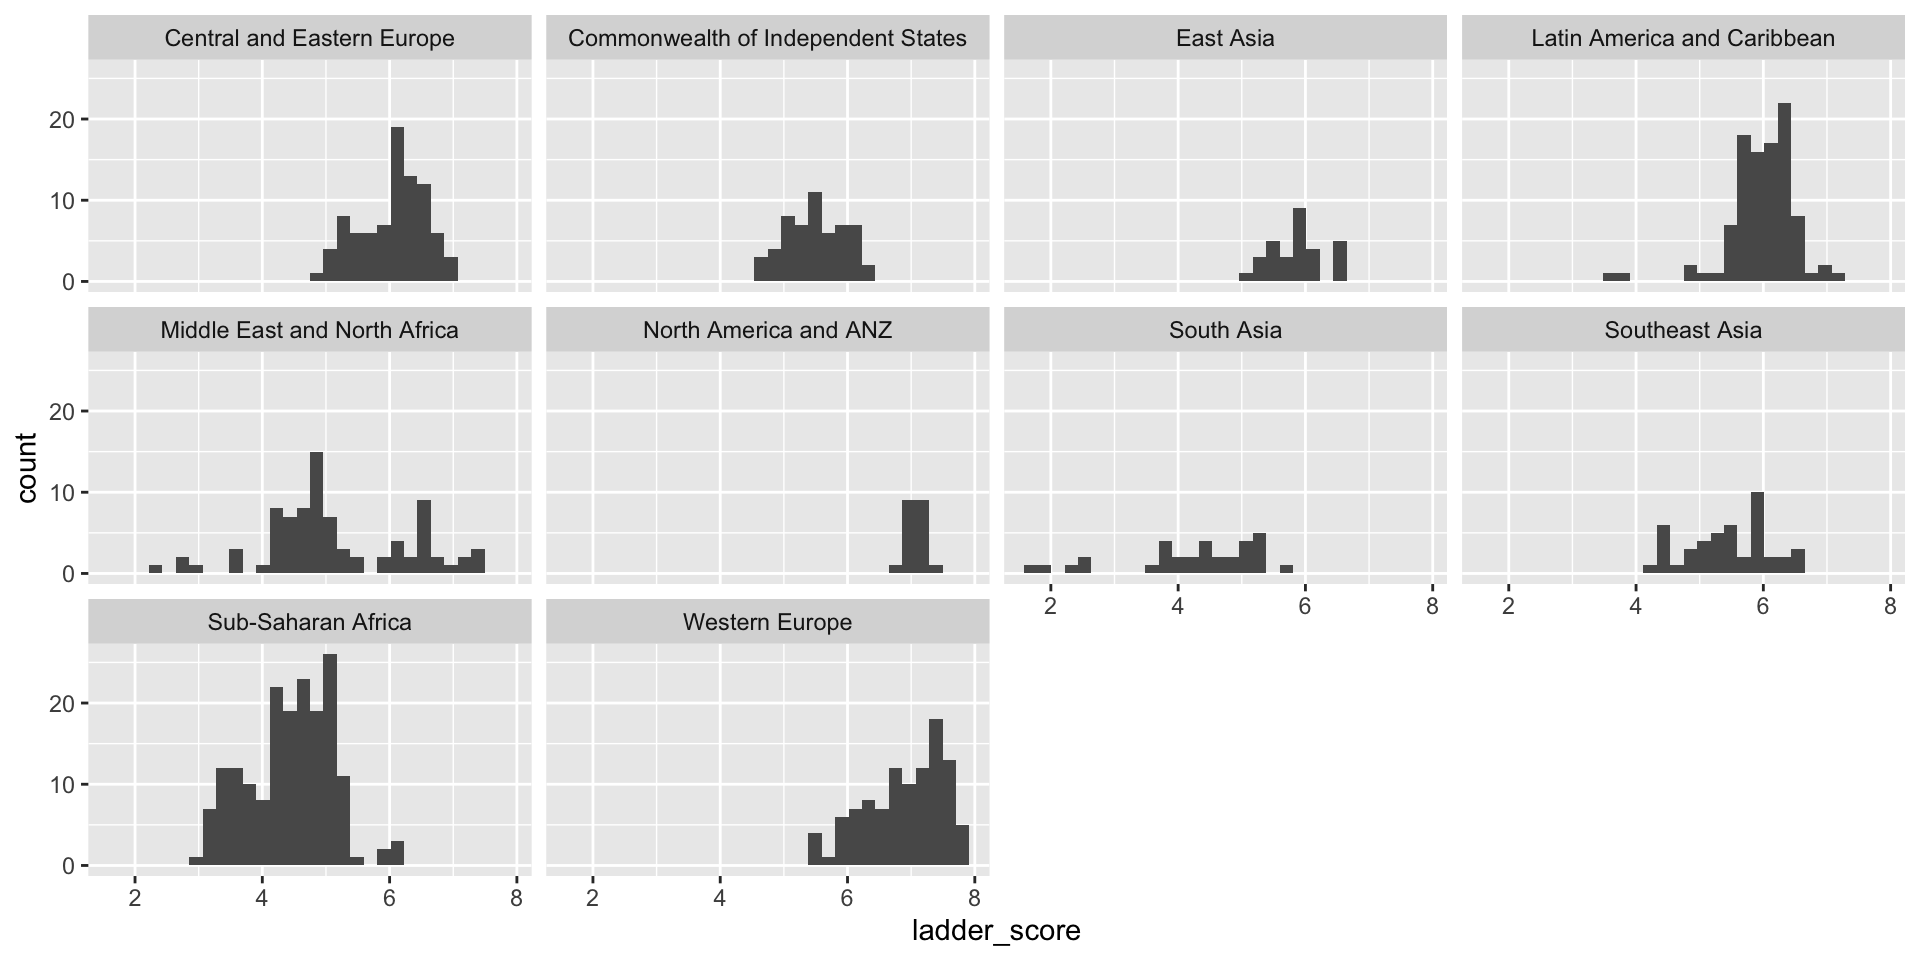 Central and Eastern Europe
Commonwealth of Independent States
East Asia
Latin America and Caribbean
20
10
0
Middle East and North Africa
North America and ANZ
South Asia
Southeast Asia
20
10
0
2 4 6 8
2 4 6 8
Sub-Saharan Africa
Western Europe
20
10
0
2 4 6 8
2 4 6 8
count
ladder_score